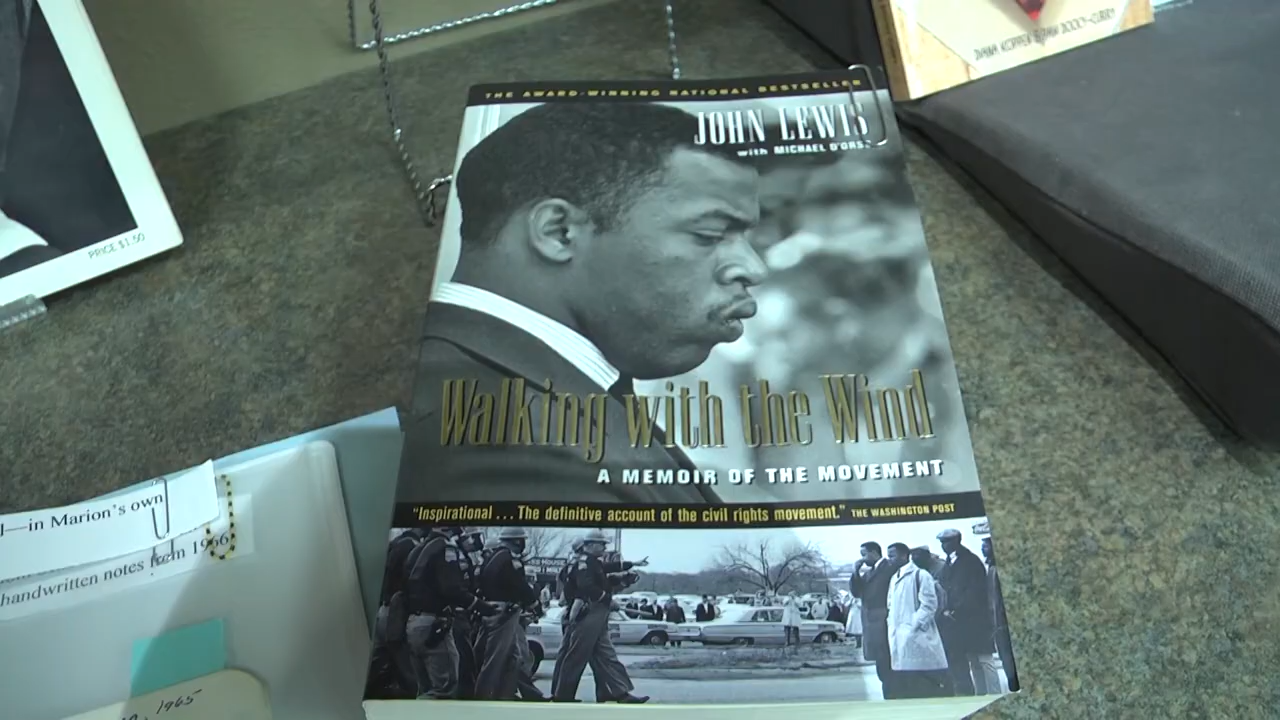 THE AWARD-WINNING NATIONAL BESTSELLER
JOHN LEWIS
with MICHAEL D'ORS
Walking with the Wind
A MEMOIR OF THE MOVEMENT
"Inspirational ... The definitive account of the civil rights movement." THE WASHINGTON POST
PRICE $1.50
—in Marion's own
handwritten notes from 1966
1965